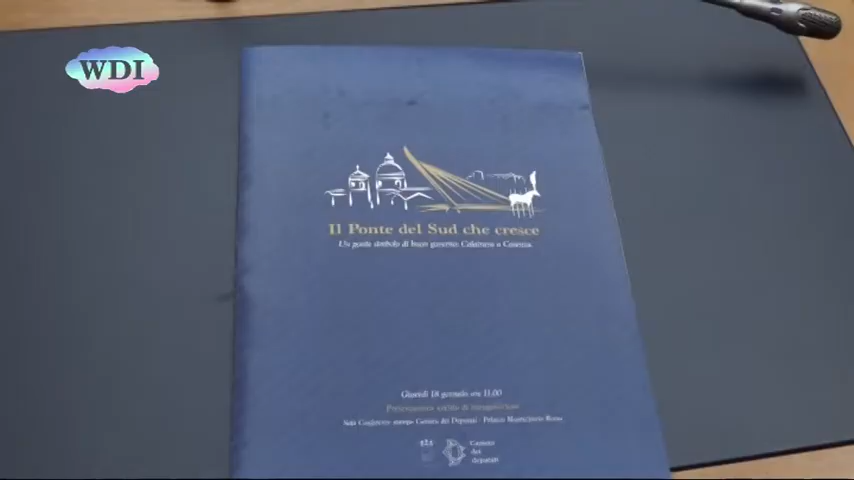 WDI
Il Ponte del Sud che cresce
Un ponte simbolo di buon governo: Calatrava a Cosenza
Giovedì 18 gennaio ore 11.00
Sala stampa Camera dei Deputati - Palazzo Montecitorio Roma
Camera
dei
deputati